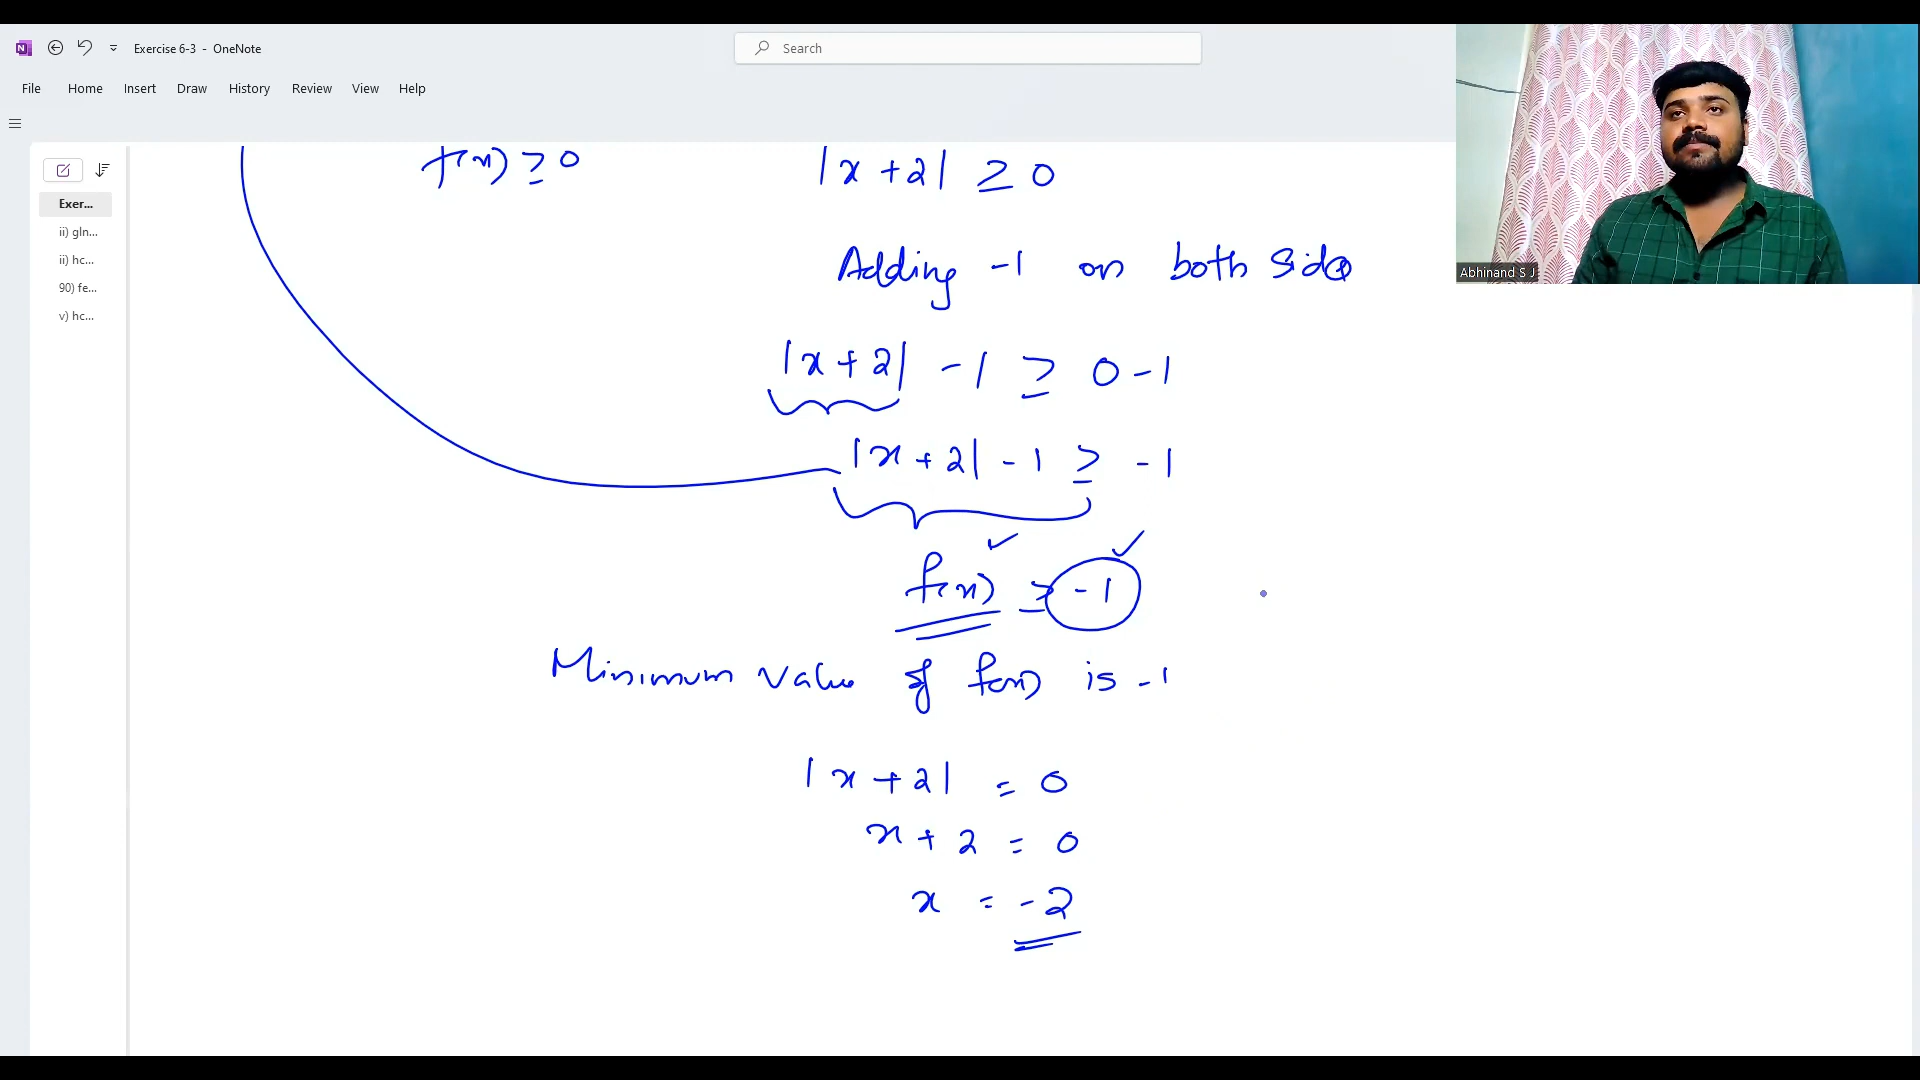 Exercise 6-3 - OneNote
Search
File Home Insert Draw History Review View Help
Exer...
ii) gln...
ii) hc...
90) fe...
v) hc...
Abhinand S J
f(x) ≥ 0
|x + 2| ≥ 0
Adding -1 on both side
|x + 2| - 1 ≥ 0 - 1
|x + 2| - 1 ≥ - 1
f(x) ≥ -1
Minimum value of f(x) is -1
|x + 2| = 0
x + 2 = 0
x = -2